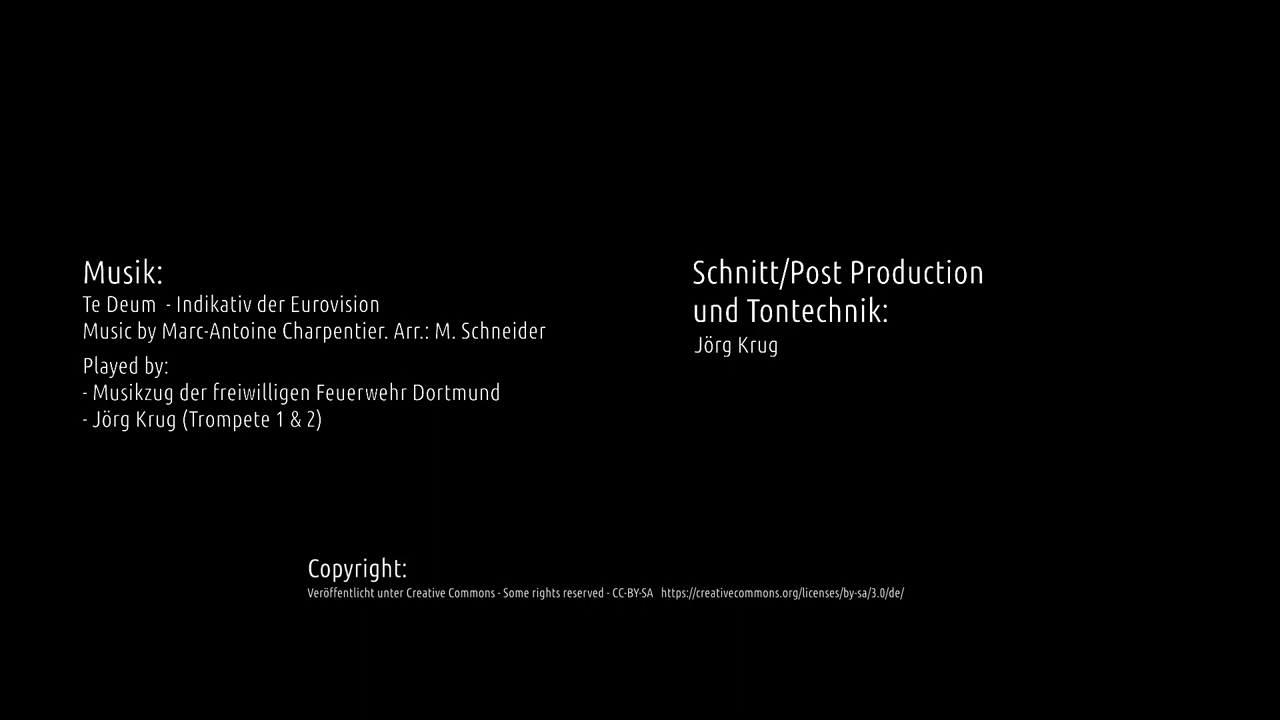 Musik:
Te Deum - Indikativ der Eurovision
Music by Marc-Antoine Charpentier. Arr.: M. Schneider
Played by:
- Musikzug der freiwilligen Feuerwehr Dortmund
- Jörg Krug (Trompete 1 & 2)
Schnitt/Post Production
und Tontechnik:
Jörg Krug
Copyright:
Veröffentlicht unter Creative Commons - Some rights reserved - CC-BY-SA https://creativecommons.org/licenses/by-sa/3.0/de/